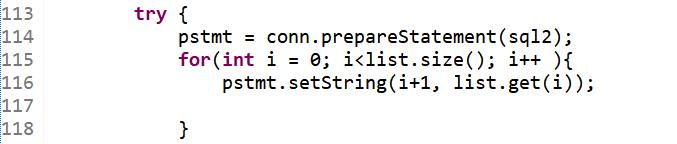 113 try {
114 pstmt = conn.prepareStatement(sql2);
115 for(int i = 0; i<list.size(); i++ ){
116 pstmt.setString(i+1, list.get(i));
117
118 }